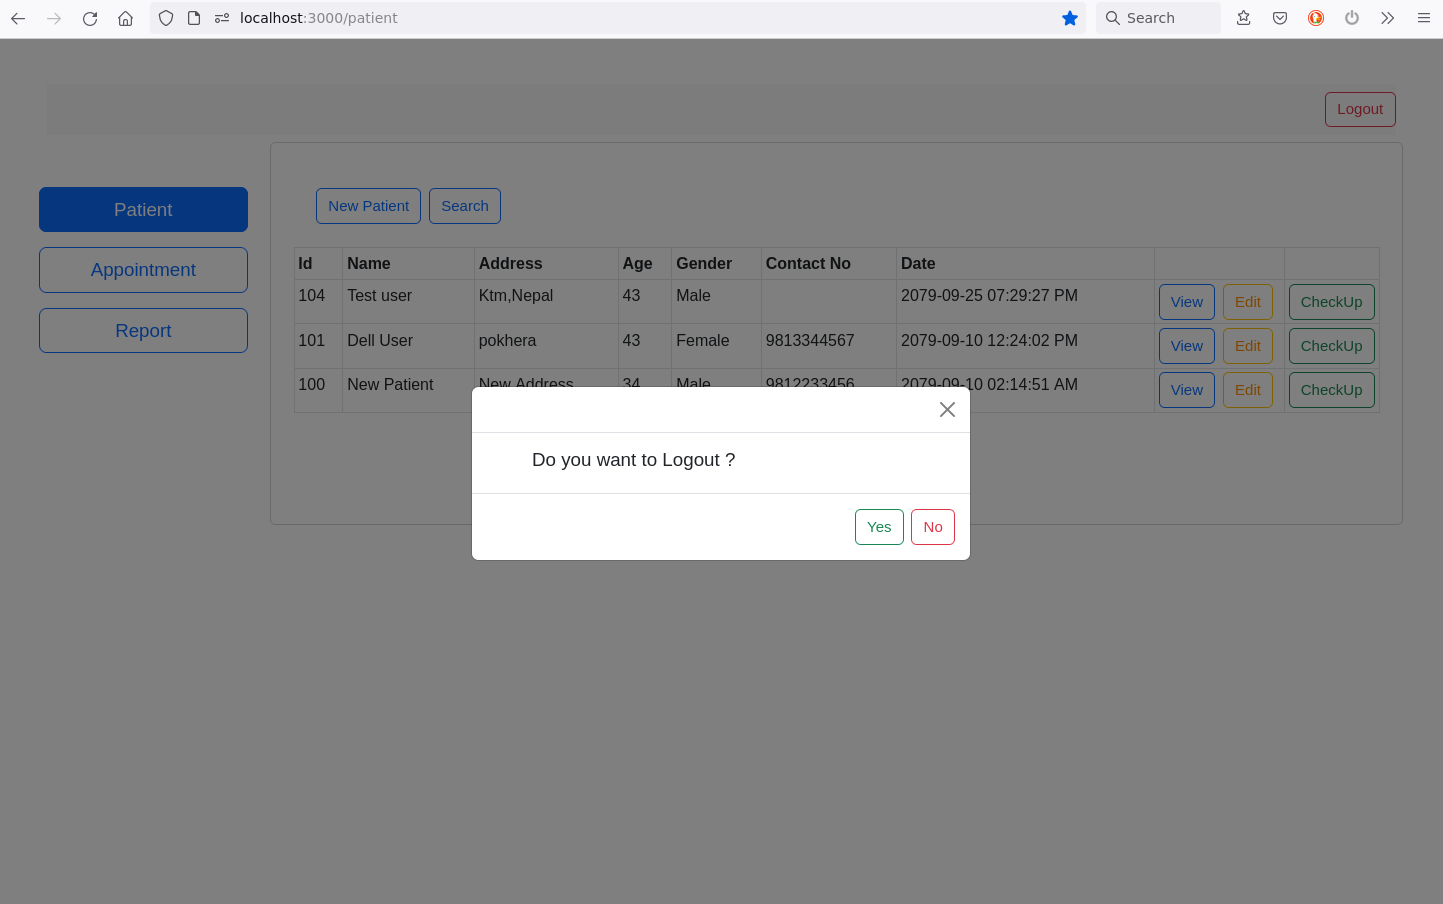 localhost:3000/patient
Search
Logout
Patient
Appointment
Report
New Patient Search
Id Name Address Age Gender Contact No Date
104 Test user Ktm,Nepal 43 Male 2079-09-25 07:29:27 PM View Edit CheckUp
101 Dell User pokhera 43 Female 9813344567 2079-09-10 12:24:02 PM View Edit CheckUp
100 New Patient New Address 34 Male 9812233456 2079-09-10 02:14:51 AM View Edit CheckUp
Do you want to Logout ?
Yes No